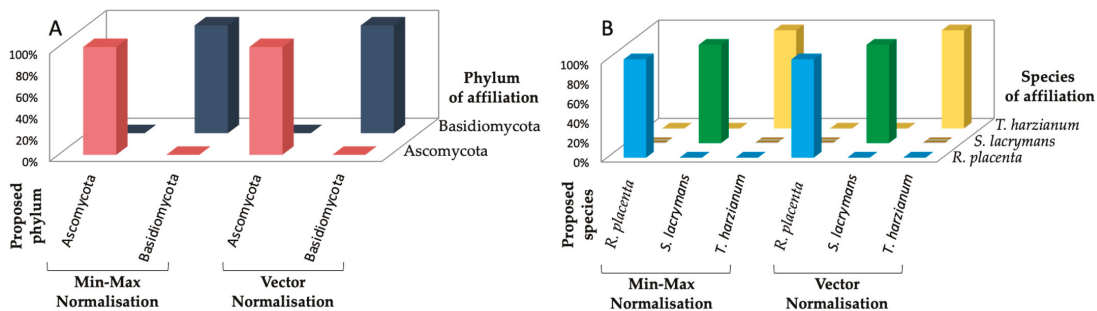 A
100%
80%
60%
40%
20%
0%
Phylum
of affiliation
Basidiomycota
Ascomycota
Proposed
phylum
Ascomycota
Basidiomycota
Ascomycota
Basidiomycota
Min-Max
Normalisation
Vector
Normalisation
B
100%
80%
60%
40%
20%
0%
Species
of affiliation
T. harzianum
S. lacrymans
R. placenta
Proposed
species
R. placenta
S. lacrymans
T. harzianum
R. placenta
S. lacrymans
T. harzianum
Min-Max
Normalisation
Vector
Normalisation